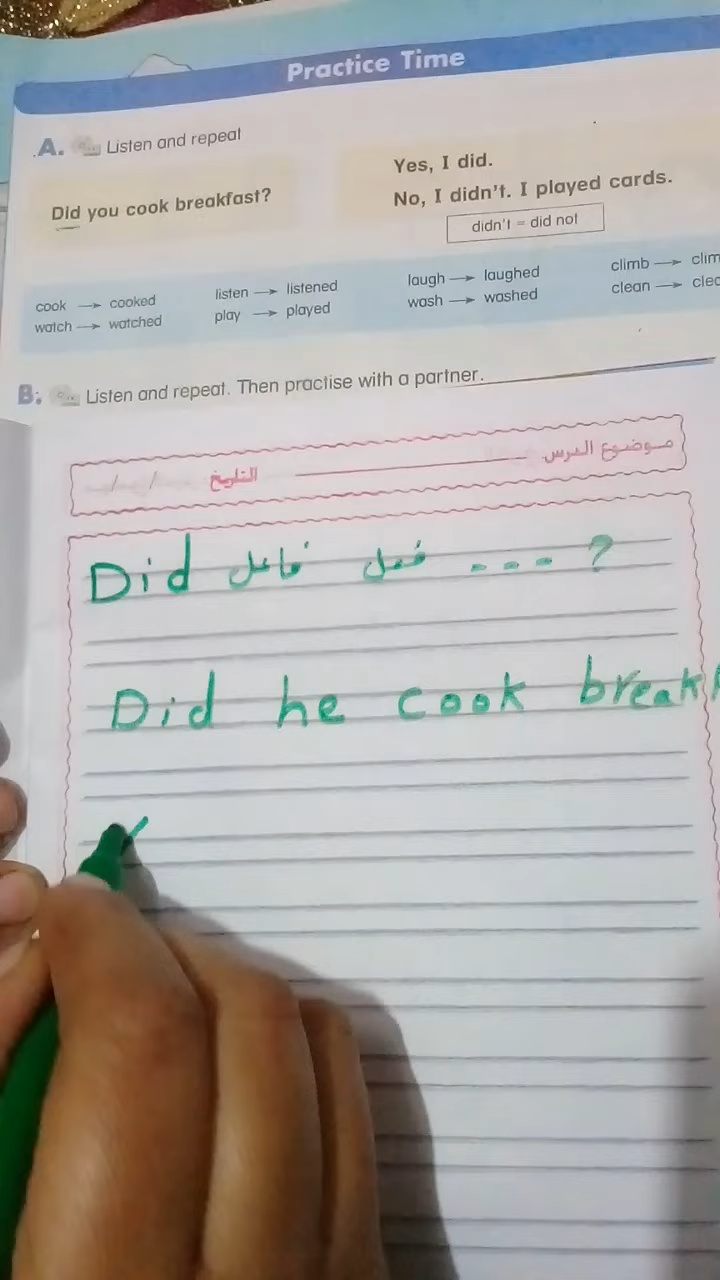 Practice Time
A. Listen and repeat
Did you cook breakfast?
Yes, I did.
No, I didn't. I played cards.
didn't = did not
cook → cooked
watch → watched
listen → listened
play → played
laugh → laughed
wash → washed
climb → clim
clean → clea
B. Listen and repeat. Then practise with a partner.
موضوع الدرس التاريخ / /
Did فاعل فعل --- ?
Did he cook break